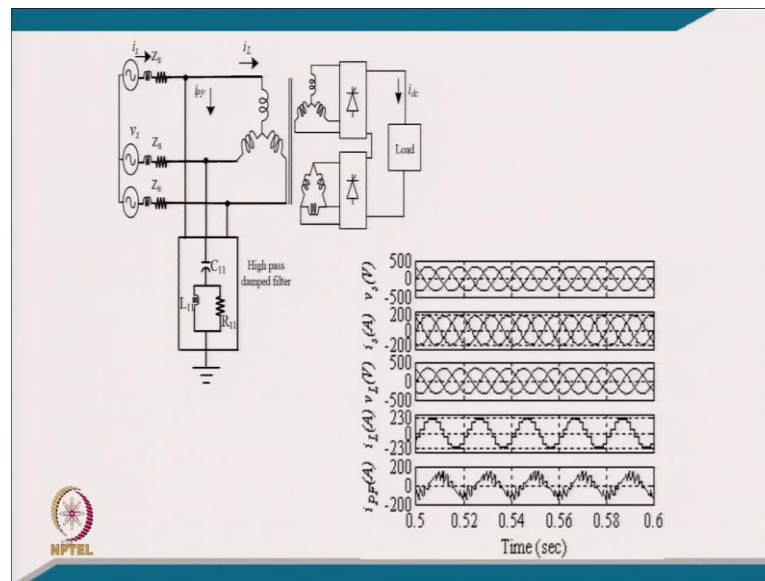 i_s
Z_s
i_L
i_PF
i_dc
v_s
Z_s
Load
Z_s
C_11
High pass
damped filter
L_11
R_11
500
0
-500
v_s(V)
200
0
-200
i_s(A)
500
0
-500
v_L(V)
230
0
-230
i_L(A)
200
0
-200
i_PF(A)
0.5 0.52 0.54 0.56 0.58 0.6
Time (sec)
NPTEL